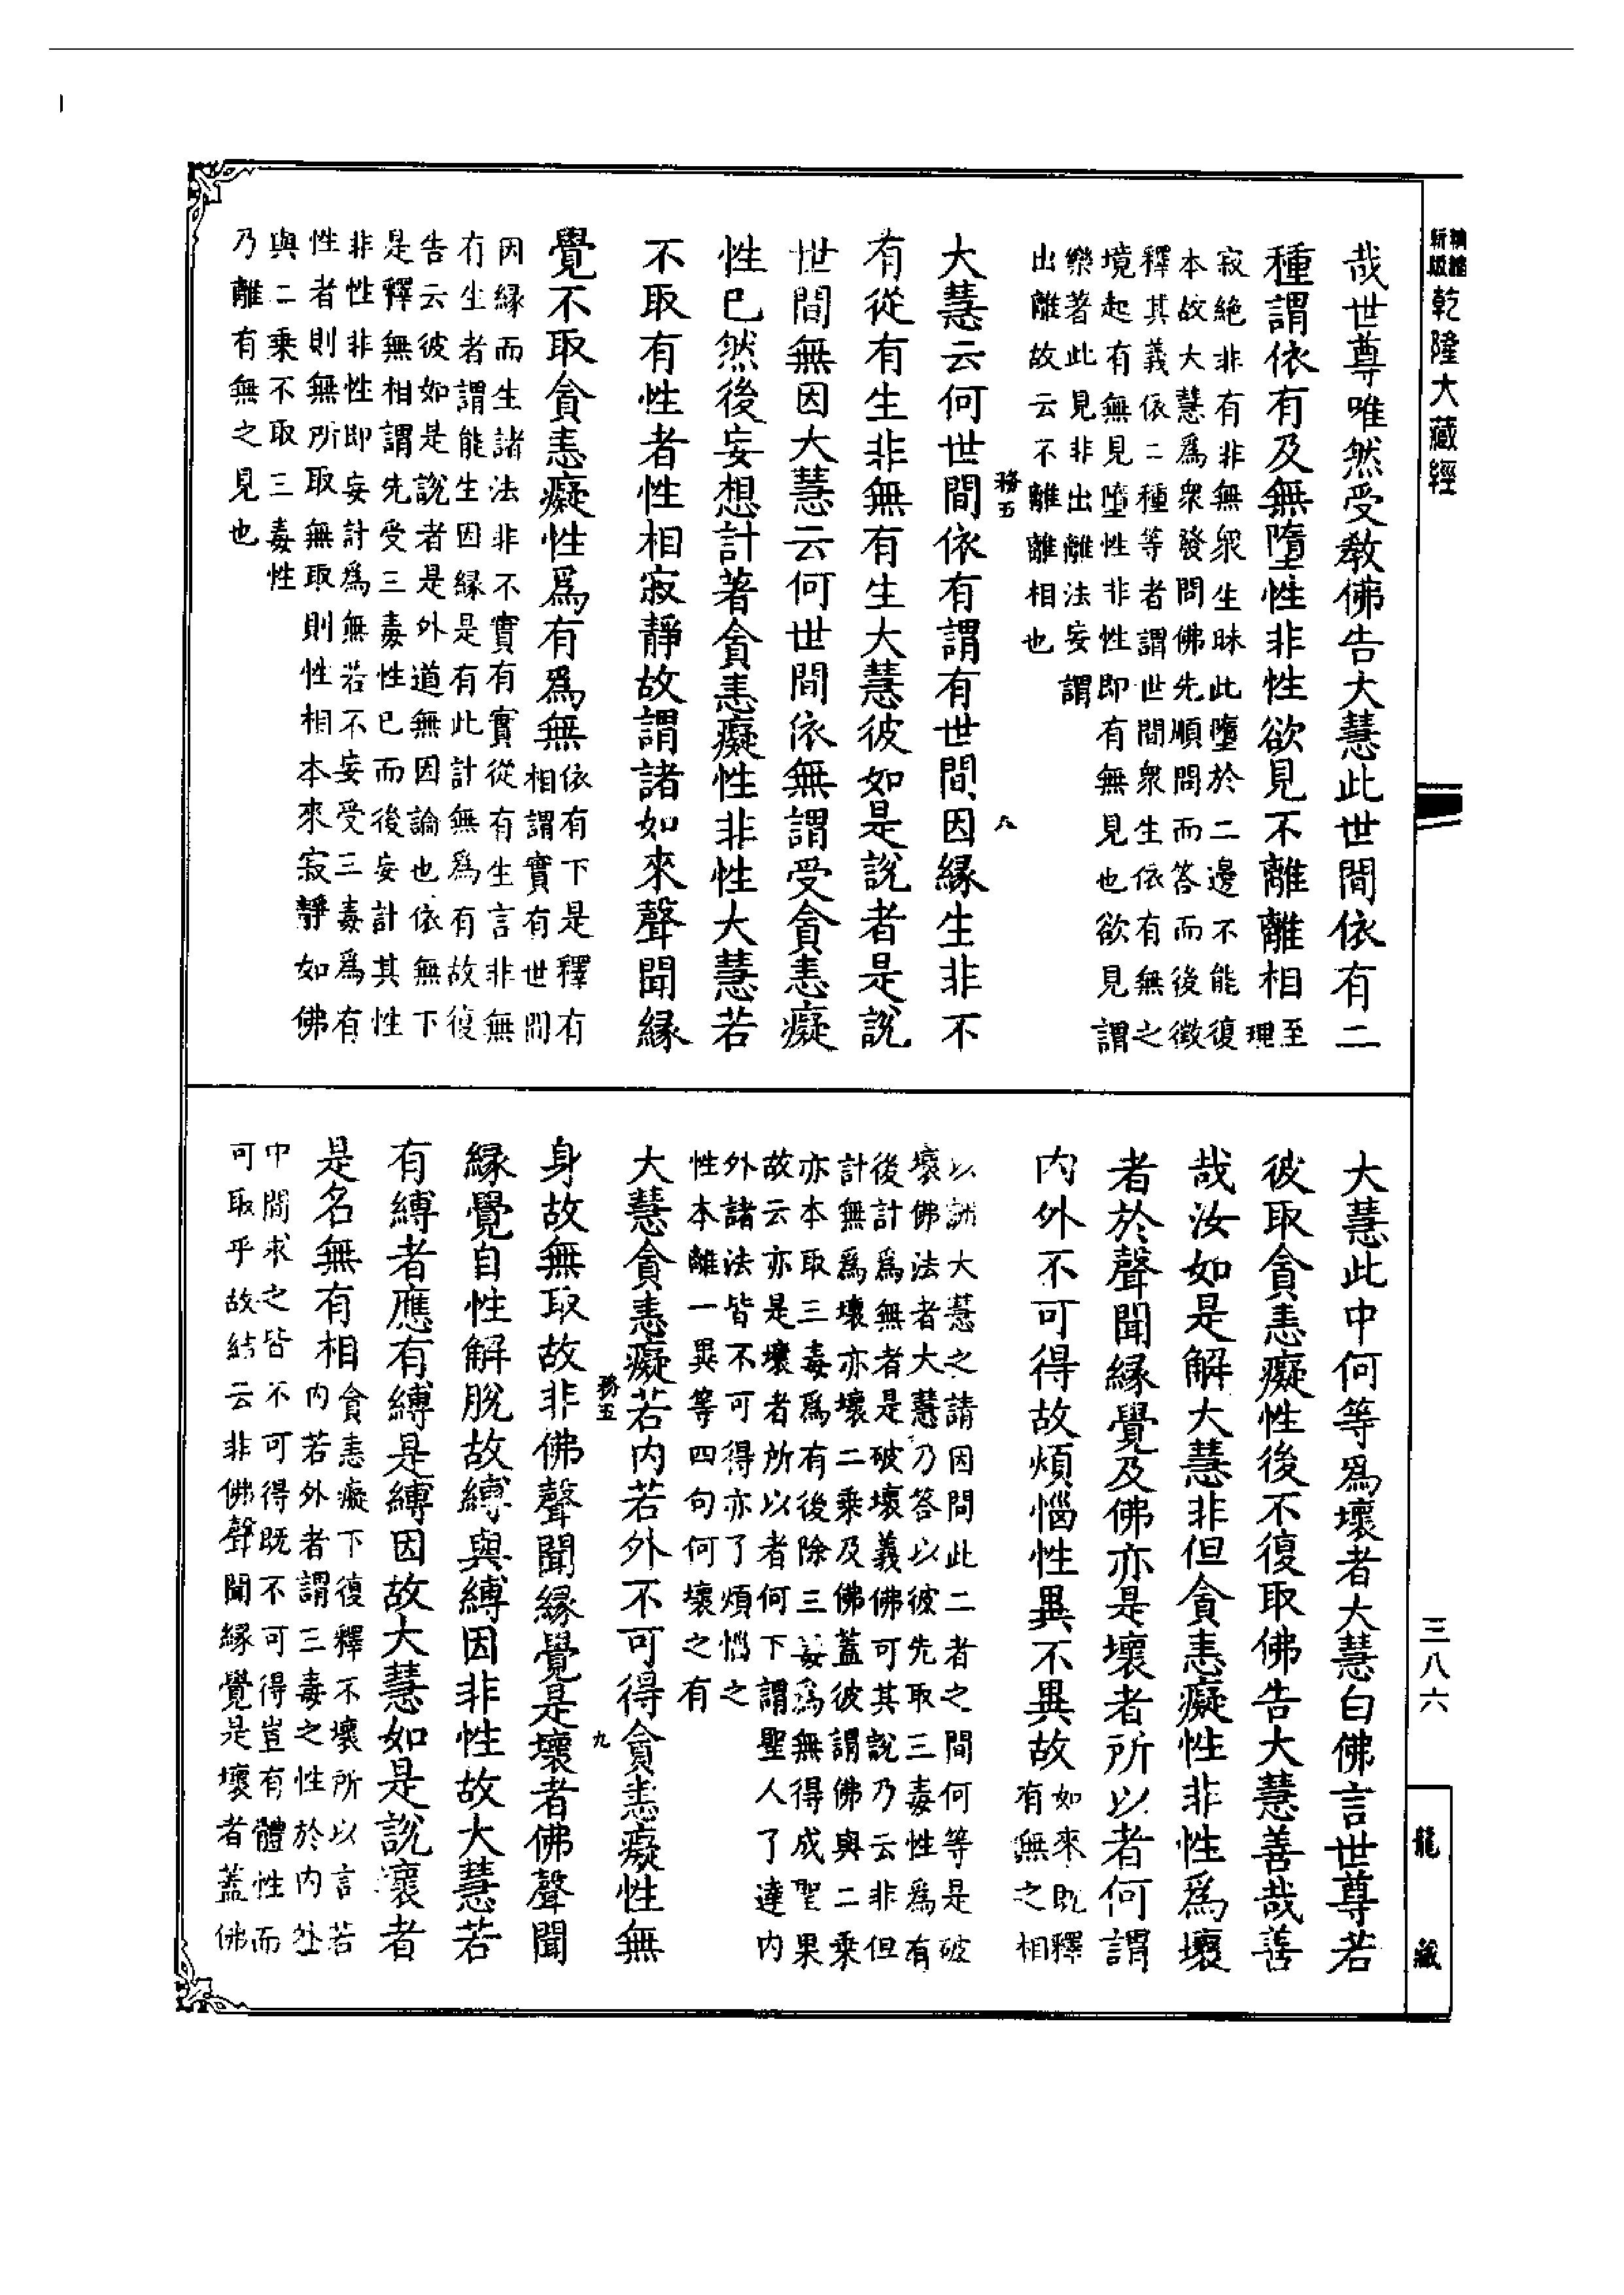 精縮
新版
乾隆大藏經
哉世尊唯然受教佛告大慧此世間依有二
種謂依有及無墮性非性欲見不離離相至
理
寂絕非有非無衆生昧此墮於二邊不能復
本故大慧爲衆發問佛先順問而答而後徴
釋其義依二種等者謂世間衆生依有無之
境起有無見墮性非性即有無見也欲見謂
樂著此見非出離法妄謂
出離故云不離離相也
務五 八
大慧云何世間依有謂有世間因緣生非不
有從有生非無有生大慧彼如是說者是說
世間無因大慧云何世間依無謂受貪恚癡
性已然後妄想計著貪恚癡性非性大慧若
不取有性者性相寂靜故謂諸如來聲聞緣
覺不取貪恚癡性爲有爲無依有下是釋有
相謂實有世間
因緣而生諸法非不實有實從有生言非無
有生者謂能生因緣是有此計無爲有故復
告云彼如是說者是外道無因論也依無下
是釋無相謂先受三毒性已而後妄計其性
非性非性即妄計爲無若不妄受三毒爲有
性者則無所取無取則性相本來寂靜如佛
與二乘不取三毒性
乃離有無之見也
三八六
龍藏
大慧此中何等爲壞者大慧白佛言世尊若
彼取貪恚癡性後不復取佛告大慧善哉善
哉汝如是解大慧非但貪恚癡性非性爲壞
者於聲聞緣覺及佛亦是壞者所以者何謂
内外不可得故煩惱性異不異故如來既釋
有無之相
以詶大慧之請因問此二者之間何等是破
壞佛法者大慧乃答以彼先取三毒性爲有
後計爲無者是破壞義佛可其說乃云非但
計無爲壞亦壞二乘及佛蓋彼謂佛與二乘
亦本取三毒爲有後除三毒爲無得成聖果
故云亦是壞者所以者何下謂聖人了達内
外諸法皆不可得亦了煩惱之
性本離一異等四句何壞之有
大慧貪恚癡若内若外不可得貪恚癡性無
務五 九
身故無取故非佛聲聞緣覺是壞者佛聲聞
緣覺自性解脫故縛與縛因非性故大慧若
有縛者應有縛是縛因故大慧如是說壞者
是名無有相貪恚癡下復釋不壞所以言若
内若外者謂三毒之性於内外
中間求之皆不可得既不可得豈有體性而
可取乎故結云非佛聲聞緣覺是壞者蓋佛